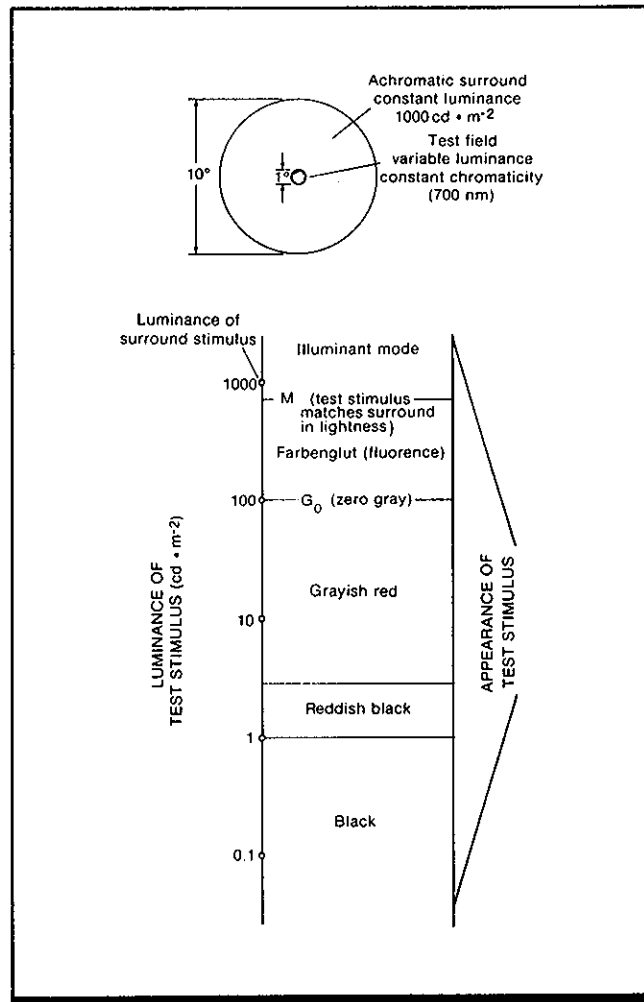 Achromatic surround
constant luminance
1000 cd • m-2
Test field
variable luminance
constant chromaticity
(700 nm)
10°
1°
Luminance of
surround stimulus
Illuminant mode
1000
M (test stimulus
matches surround
in lightness)
Farbenglut (fluorence)
100
G0 (zero gray)
Grayish red
10
Reddish black
1
Black
0.1
LUMINANCE OF
TEST STIMULUS (cd • m-2)
APPEARANCE OF
TEST STIMULUS